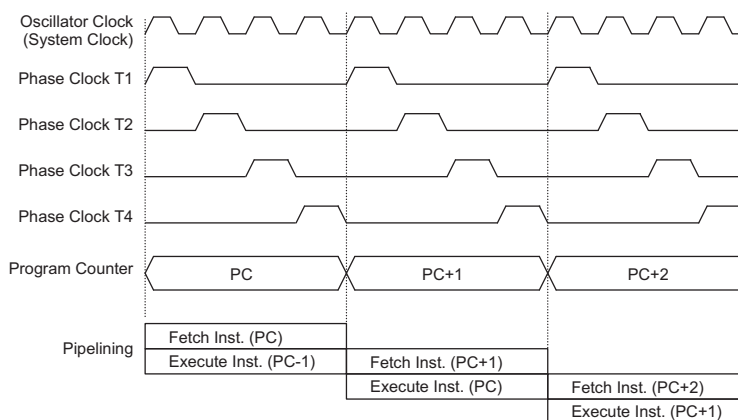 Oscillator Clock
(System Clock)
Phase Clock T1
Phase Clock T2
Phase Clock T3
Phase Clock T4
Program Counter
PC
PC+1
PC+2
Pipelining
Fetch Inst. (PC)
Execute Inst. (PC-1)
Fetch Inst. (PC+1)
Execute Inst. (PC)
Fetch Inst. (PC+2)
Execute Inst. (PC+1)